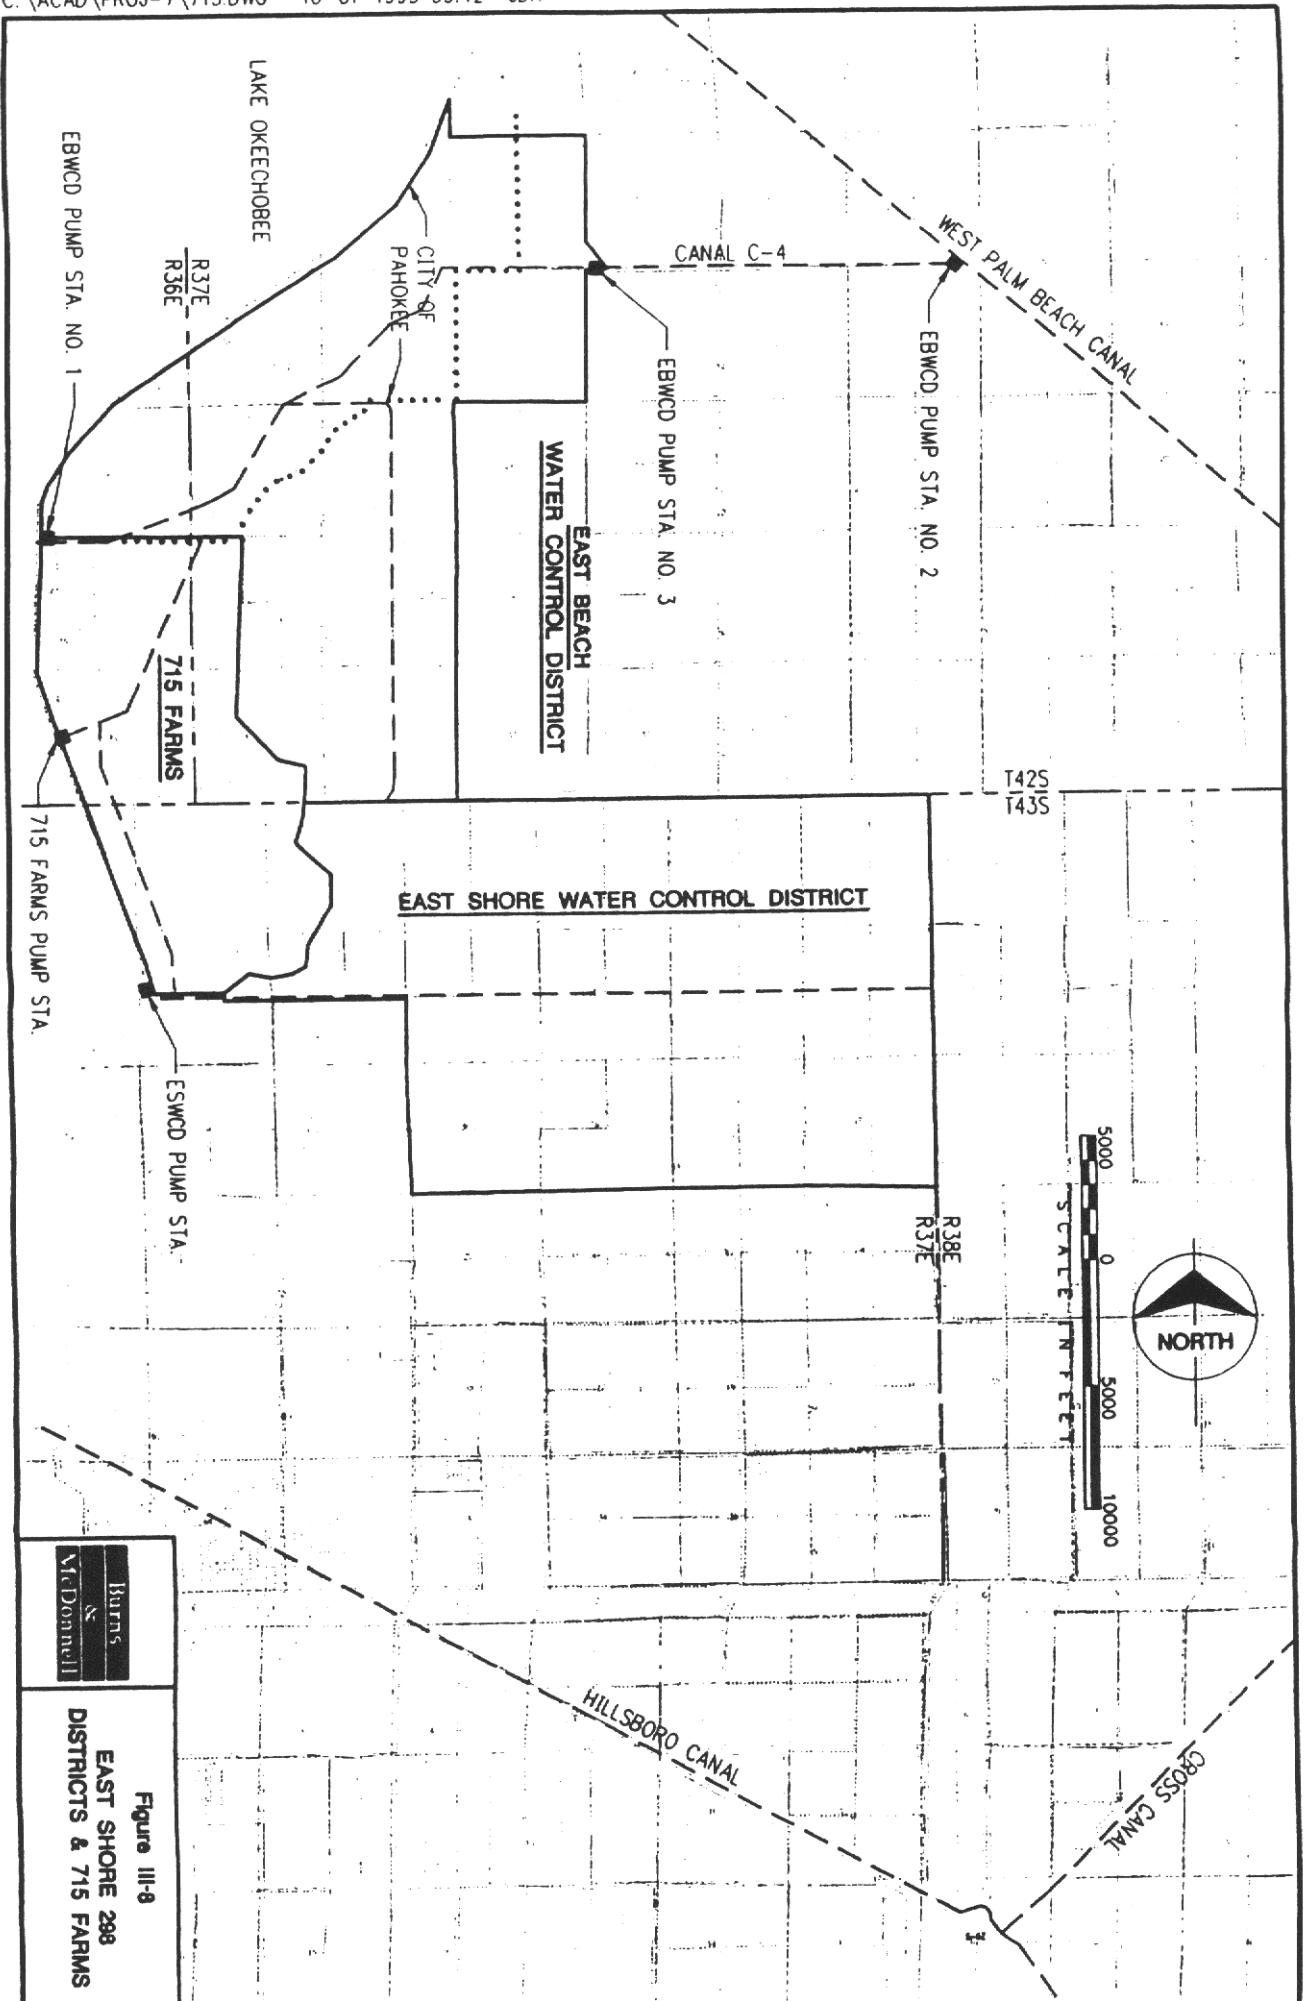 LAKE OKEECHOBEE
EBWCD PUMP STA. NO. 1
R37E
R36E
CITY OF
PAHOKEE
CANAL C-4
WEST PALM BEACH CANAL
EBWCD PUMP STA. NO. 2
EBWCD PUMP STA. NO. 3
EAST BEACH
WATER CONTROL DISTRICT
715 FARMS
T42S
T43S
715 FARMS PUMP STA.
EAST SHORE WATER CONTROL DISTRICT
ESWCD PUMP STA.
R38E
R37E
5000 0 5000 10000
SCALE IN FEET
NORTH
HILLSBORO CANAL
CROSS CANAL
Burns
&
McDonnell
Figure III-8
EAST SHORE 298
DISTRICTS & 715 FARMS